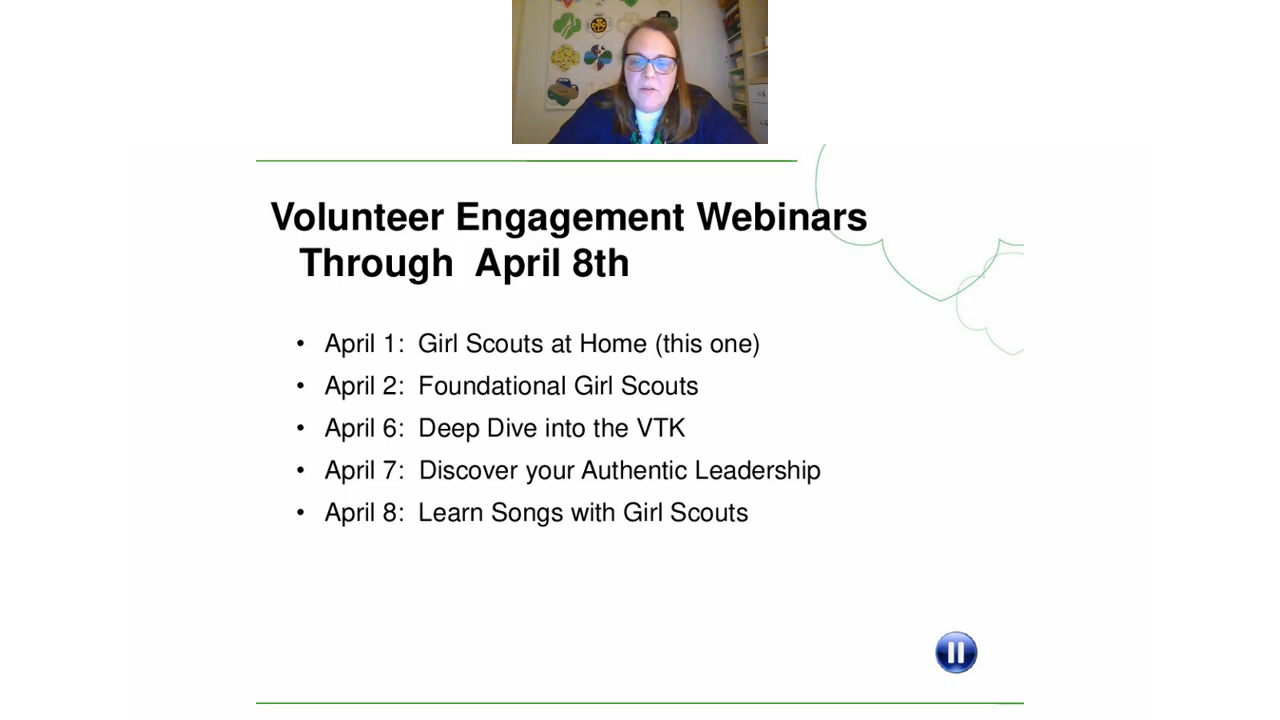 Volunteer Engagement Webinars
Through April 8th
• April 1: Girl Scouts at Home (this one)
• April 2: Foundational Girl Scouts
• April 6: Deep Dive into the VTK
• April 7: Discover your Authentic Leadership
• April 8: Learn Songs with Girl Scouts